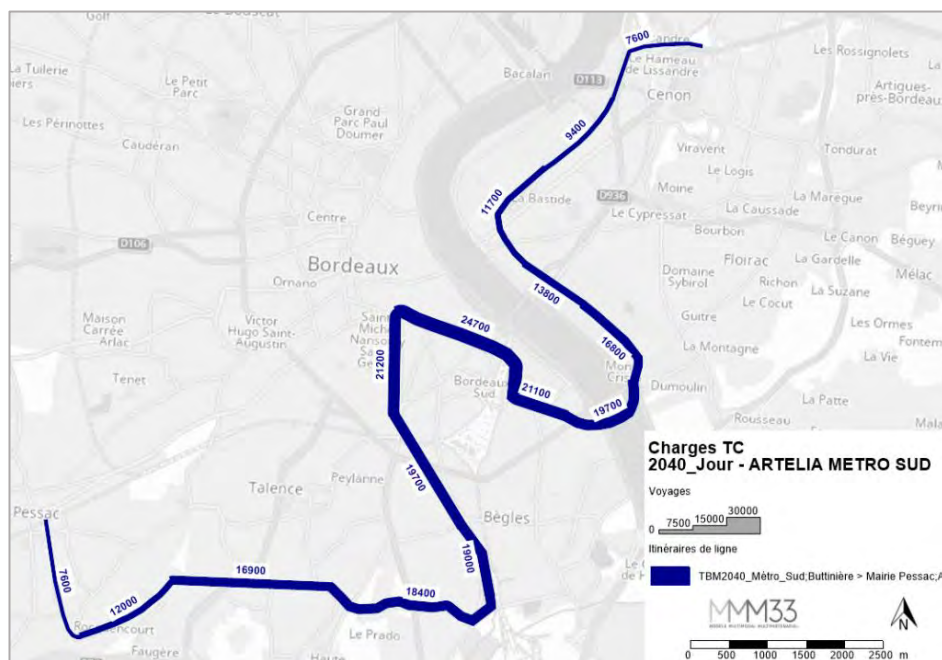 Golf
La Tuilerie
Le Petit
Parc
Les Périnottes
Caudéran
Grand
Parc Paul
Doumer
Bacalan
D113
7600
Le Hameau
de Lissandre
Cenon
Les Rossignolets
Artigues-
près-Bordeaux
9400
Viravent
Tondurat
Le Logis
Moine
11700
La Bastide
D936
Le Cypressat
La Caussade
La Marègue
Bourbon
Le Canon
Béguey
Floirac
La Gardelle
Mélac
Centre
D106
Bordeaux
Ornano
Domaine
Sybirol
Richon
La Suzane
Le Cocut
13800
Guitre
Les Ormes
Maison
Carrée
Arlac
Victor
Hugo Saint-
Augustin
24700
16800
La Montagne
La Vie
21200
Tenet
Bordeaux
Sud
21100
19700
Dumoulin
La Patte
Rousseau
19700
Peylanne
Talence
Pessac
Bègles
19000
7600
16900
18400
12000
Le Prado
Faugère
Haute
Charges TC
2040_Jour - ARTELIA METRO SUD
Voyages
0 7500 15000 30000
Itinéraires de ligne
TBM2040_Métro_Sud;Buttinière > Mairie Pessac;A
MMM33
N
0 500 1000 1500 2000 2500 m